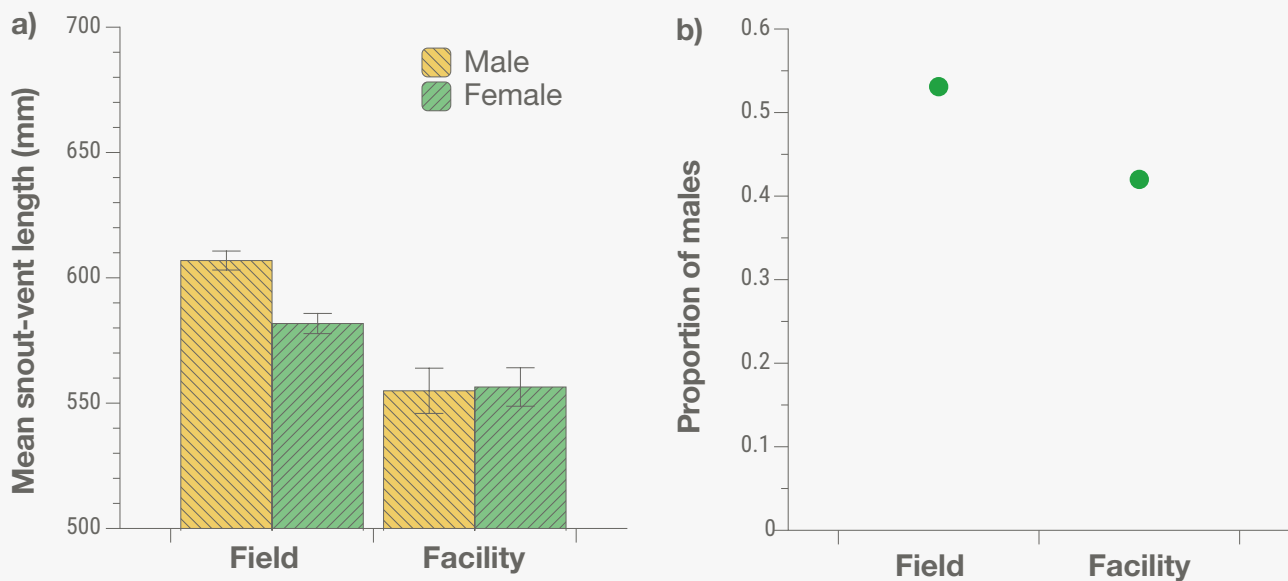 a)
Mean snout-vent length (mm)
700
650
600
550
500
Male
Female
Field
Facility
b)
Proportion of males
0.6
0.5
0.4
0.3
0.2
0.1
0
Field
Facility